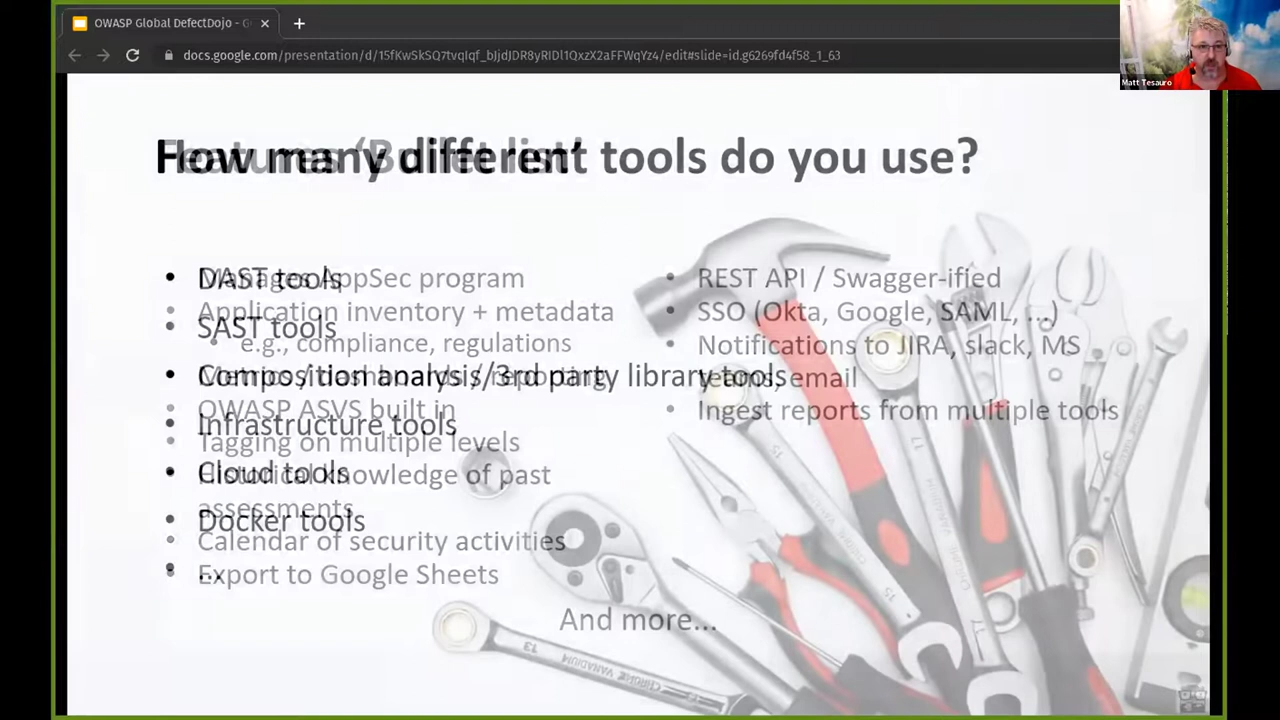 OWASP Global DefectDojo - G
docs.google.com/presentation/d/15fKwSkSQ7tvqIqf_bJjdJDR8yRIDl1QxzX2aFFWqYz4/edit#slide=id.g6269fd4f58_1_63
Matt Tesauro
How many different tools do you use?
Features 'Bullet list'
• DAST tools
• SAST tools
• Composition analysis/3rd party library tools
• Infrastructure tools
• Cloud tools
• Docker tools
• ...
AppSec program
• Application inventory + metadata
• e.g., compliance, regulations
• OWASP ASVS built in
• Tagging on multiple levels
• Historical knowledge of past
assessments
• Calendar of security activities
• Export to Google Sheets
• REST API / Swagger-ified
• SSO (Okta, Google, SAML, ...)
• Notifications to JIRA, slack, MS
teams, email
• Ingest reports from multiple tools
And more...